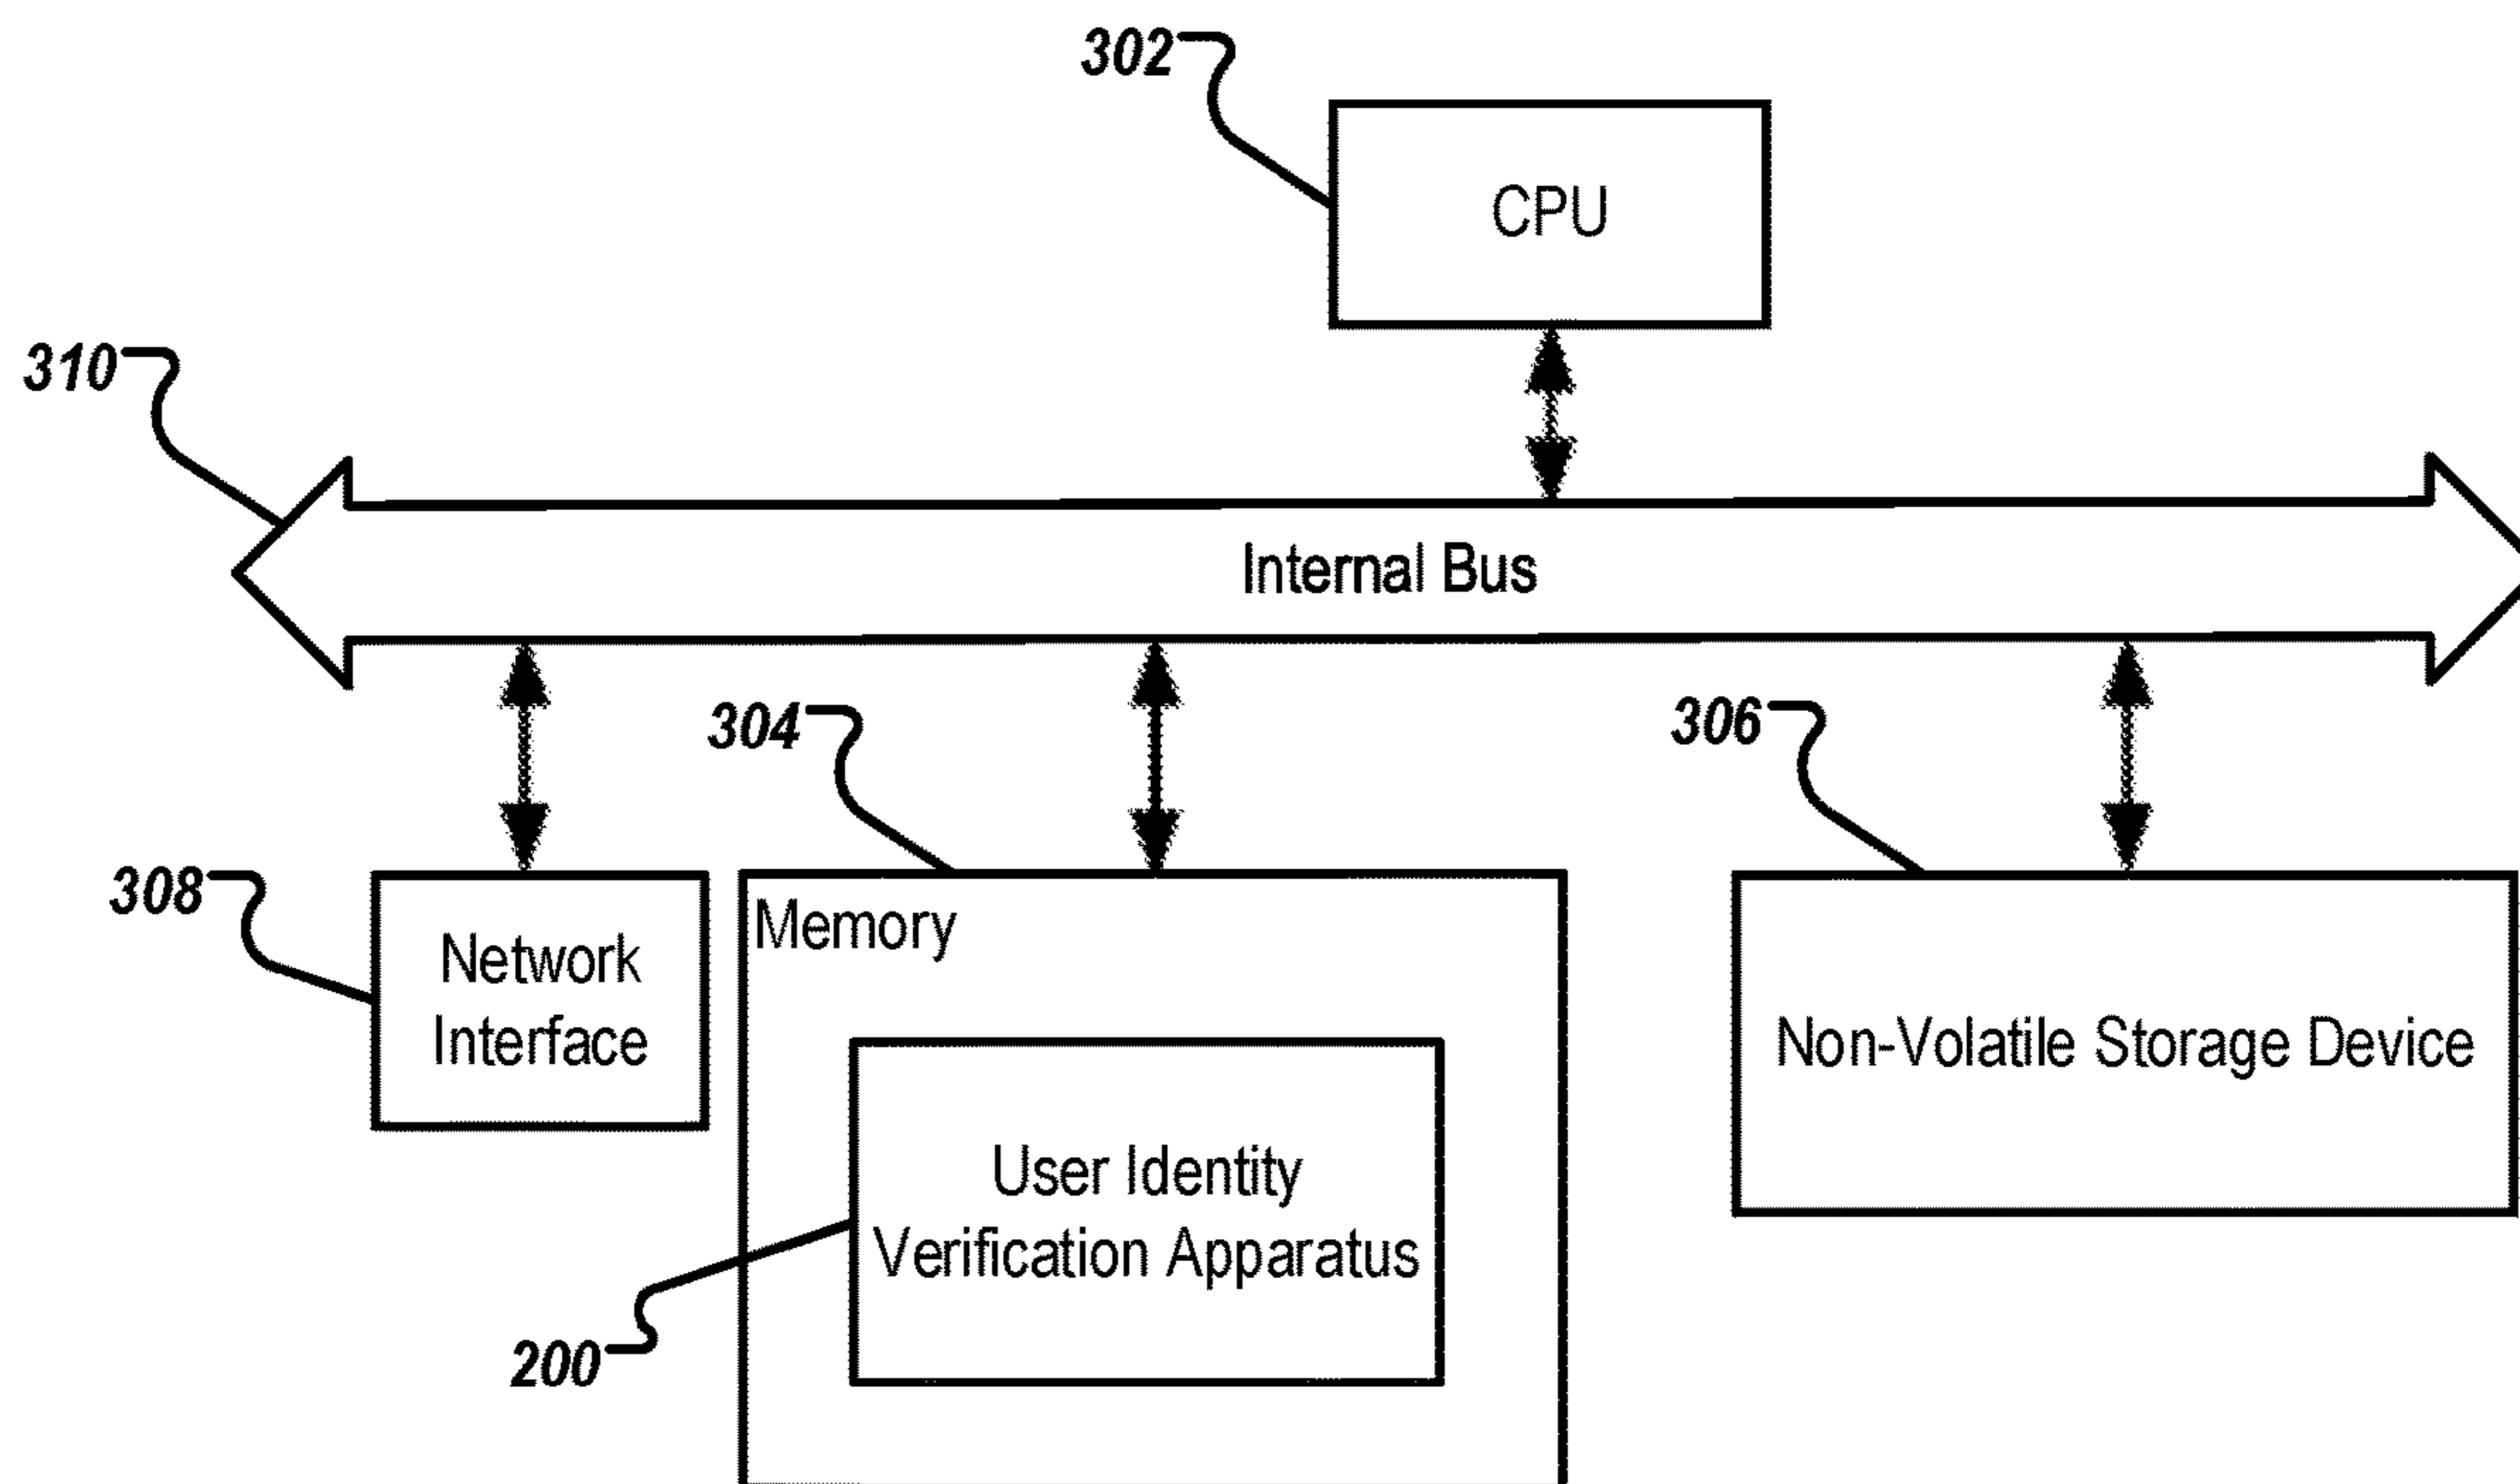 302
CPU
310
Internal Bus
304
306
308
Network
Interface
Memory
Non-Volatile Storage Device
User Identity
Verification Apparatus
200